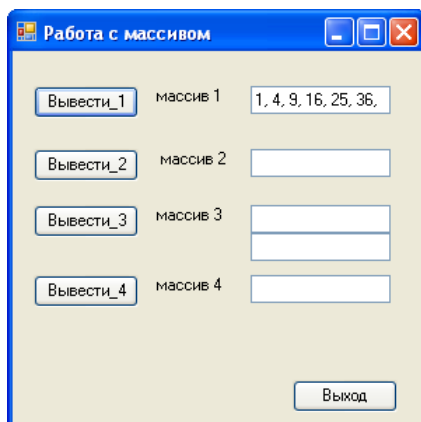 Работа с массивом
Вывести_1 массив 1 1, 4, 9, 16, 25, 36,
Вывести_2 массив 2
Вывести_3 массив 3
Вывести_4 массив 4
Выход